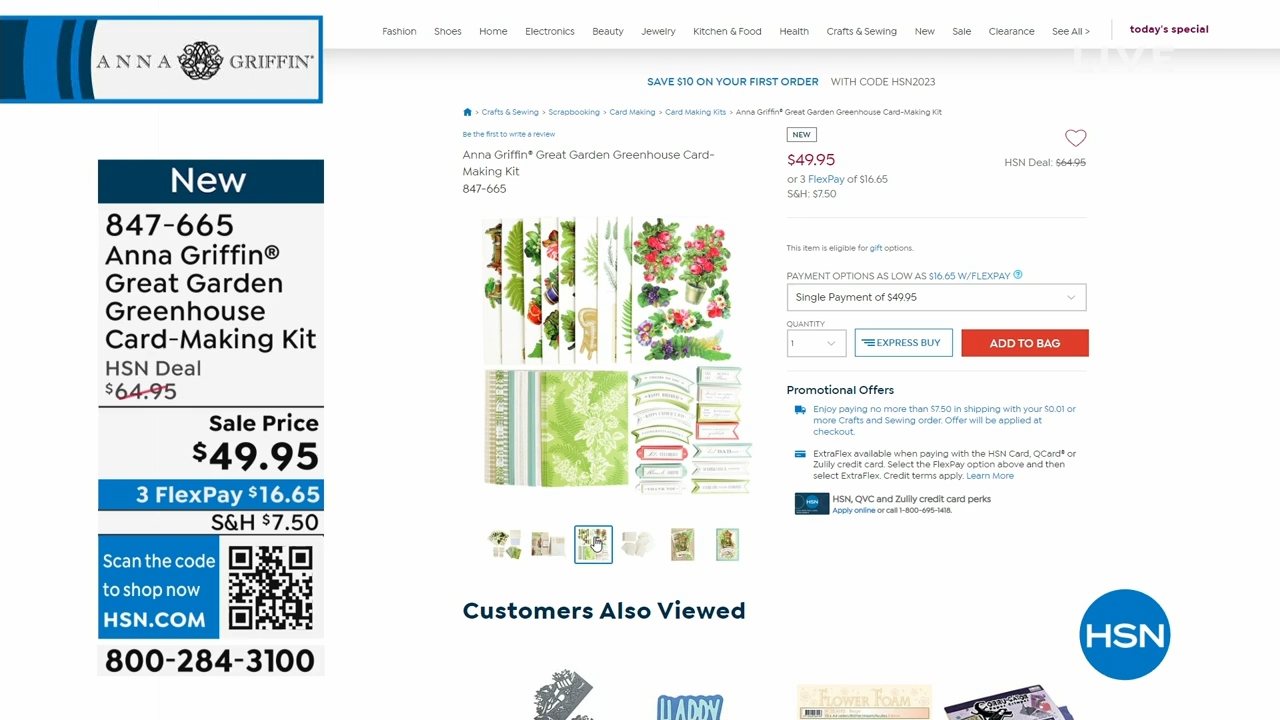 ANNA GRIFFIN®
New
847-665
Anna Griffin®
Great Garden
Greenhouse
Card-Making Kit
HSN Deal
$64.95
Sale Price
$49.95
3 FlexPay $16.65
S&H $7.50
Scan the code
to shop now
HSN.COM
800-284-3100
Fashion Shoes Home Electronics Beauty Jewelry Kitchen & Food Health Crafts & Sewing New Sale Clearance See All > today's special
LIVE
SAVE $10 ON YOUR FIRST ORDER WITH CODE HSN2023
> Crafts & Sewing > Scrapbooking > Card Making > Card Making Kits > Anna Griffin® Great Garden Greenhouse Card-Making Kit
Be the first to write a review
Anna Griffin® Great Garden Greenhouse Card-
Making Kit
847-665
NEW
$49.95
HSN Deal: $64.95
or 3 FlexPay of $16.65
S&H: $7.50
This item is eligible for gift options.
PAYMENT OPTIONS AS LOW AS $16.65 W/FLEXPAY ?
Single Payment of $49.95
QUANTITY
1
EXPRESS BUY
ADD TO BAG
Promotional Offers
Enjoy paying no more than $7.50 in shipping with your $0.01 or
more Crafts and Sewing order. Offer will be applied at
checkout.
ExtraFlex available when paying with the HSN Card, QCard® or
Zulily credit card. Select the FlexPay option above and then
select ExtraFlex. Credit terms apply. Learn More
HSN, QVC and Zulily credit card perks
Apply online or call 1-800-695-1418.
Customers Also Viewed
HSN
FLOWER FOAM
HAPPY